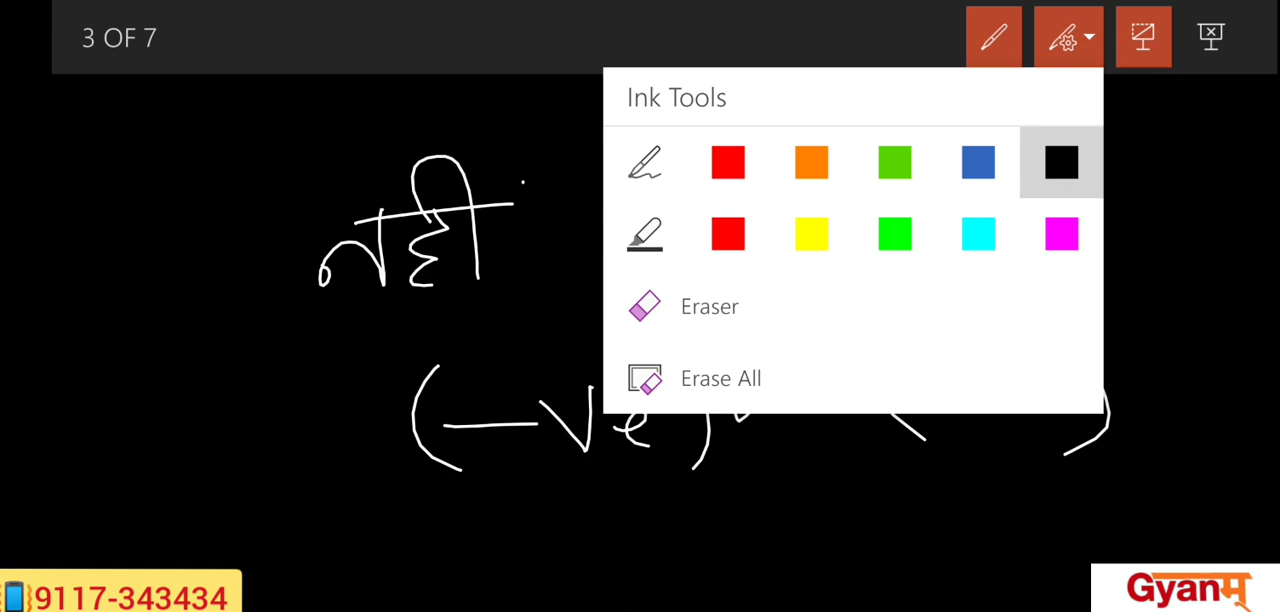 3 OF 7
Ink Tools
नही
Eraser
Erase All
(-ve)
9117-343434
Gyanम